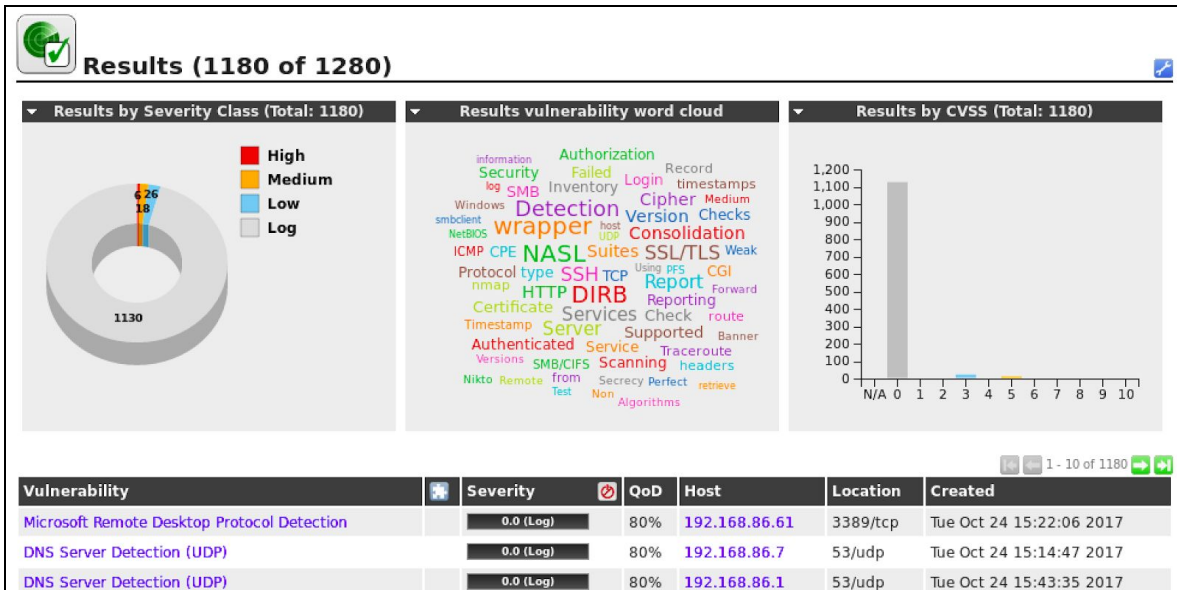 Results (1180 of 1280)
Results by Severity Class (Total: 1180)
High
Medium
Low
Log
6 26
18
1130
Results vulnerability word cloud
information Authorization
Security Failed Record
log SMB Inventory Login timestamps
Windows Detection Cipher Medium
smbclient wrapper host Version Checks
NetBIOS UDP Consolidation
ICMP CPE NASL Suites SSL/TLS Weak
Protocol type SSH TCP Using PFS CGI
nmap HTTP DIRB Report Forward
Certificate Services Reporting
Timestamp Server Check route
Authenticated Service Supported Banner
Versions SMB/CIFS Scanning Traceroute
headers
Nikto Remote from Secrecy Perfect retrieve
Test Non Algorithms
Results by CVSS (Total: 1180)
1,200
1,100
1,000
900
800
700
600
500
400
300
200
100
0
N/A 0 1 2 3 4 5 6 7 8 9 10
1 - 10 of 1180
Vulnerability Severity QoD Host Location Created
Microsoft Remote Desktop Protocol Detection 0.0 (Log) 80% 192.168.86.61 3389/tcp Tue Oct 24 15:22:06 2017
DNS Server Detection (UDP) 0.0 (Log) 80% 192.168.86.7 53/udp Tue Oct 24 15:14:47 2017
DNS Server Detection (UDP) 0.0 (Log) 80% 192.168.86.1 53/udp Tue Oct 24 15:43:35 2017